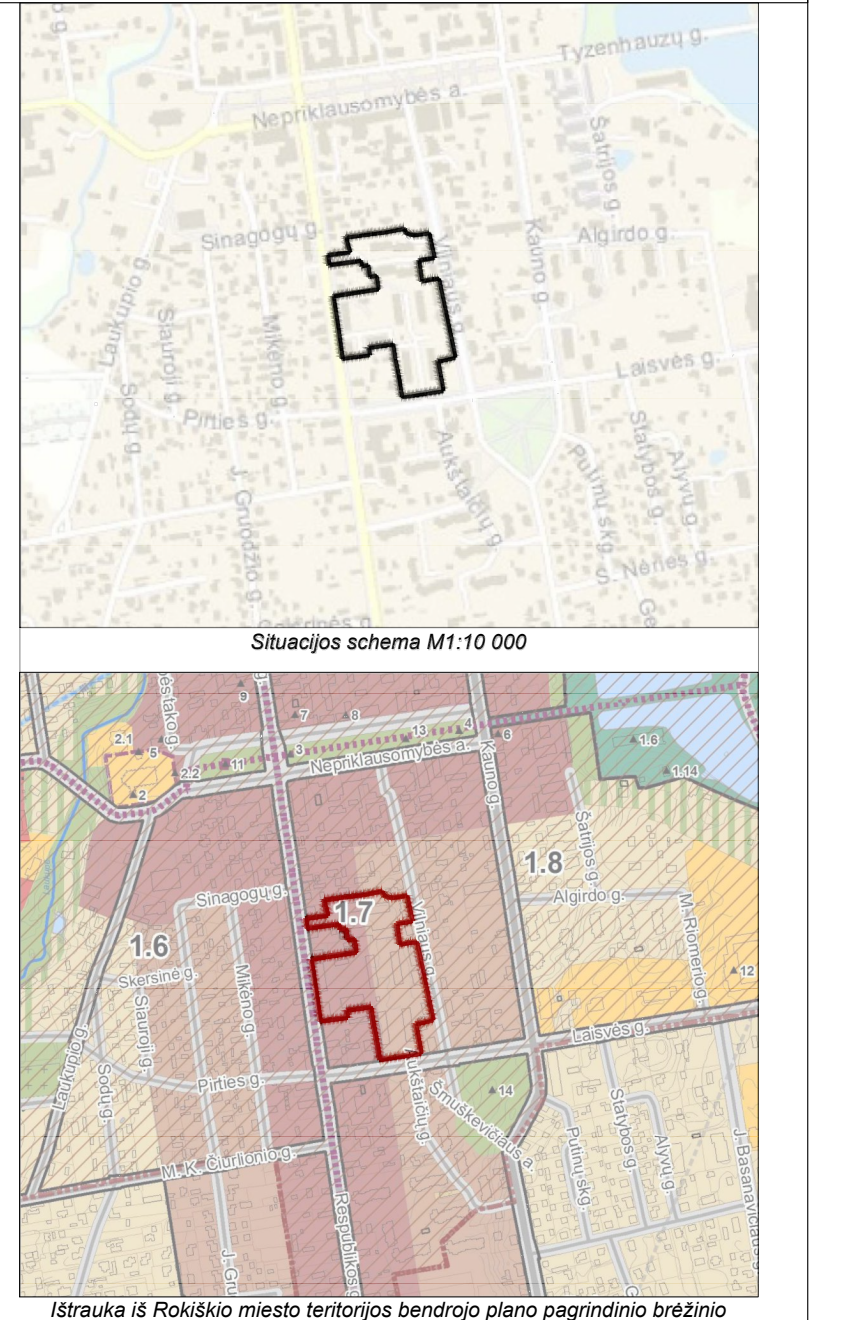 Tyzenhauzų g.
Nepriklausomybės a.
Šatrijos g.
Sinagogų g.
Vilniaus g.
Kauno g.
Algirdo g.
Laukupio g.
Siauroji g.
Mikėno g.
Sodų g.
Pirties g.
Laisvės g.
J. Gruodžio g.
Aukštaičių g.
Putinų skg.
Statybos g.
Alyvų g.
S. Nėries g.
Situacijos schema M1:10 000
9
7
8
13
4
6
1.6
1.14
2.1
5
2.2
11
3
2
Nepriklausomybės a.
Kauno g.
Šatrijos g.
1.8
Algirdo g.
M. Riomerio g.
Sinagogų g.
1.7
Vilniaus g.
1.6
Skersinė g.
Siauroji g.
Mikėno g.
12
Laukupio g.
Sodų g.
Pirties g.
Laisvės g.
Aukštaičių g.
Šmuškevičiaus a.
14
Putinų skg.
Statybos g.
Alyvų g.
M. K. Čiurlionio g.
Respublikos g.
J. Gru
Ištrauka iš Rokiškio miesto teritorijos bendrojo plano pagrindinio brėžinio